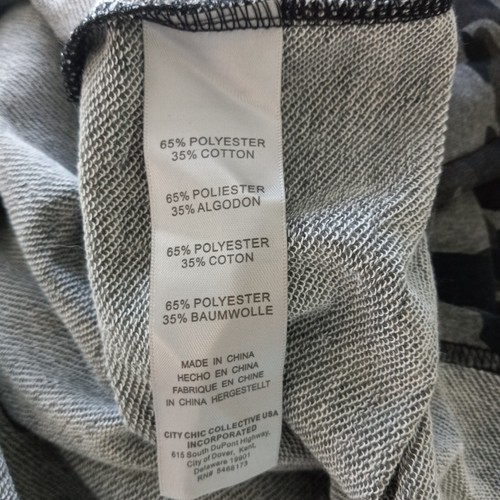 65% POLYESTER
35% COTTON
65% POLIESTER
35% ALGODON
65% POLYESTER
35% COTON
65% POLYESTER
35% BAUMWOLLE
MADE IN CHINA
HECHO EN CHINA
FABRIQUE EN CHINE
IN CHINA HERGESTELLT
CITY CHIC COLLECTIVE USA
INCORPORATED
615 South DuPont Highway,
City of Dover, Kent,
Delaware 19901
RN# 5466173